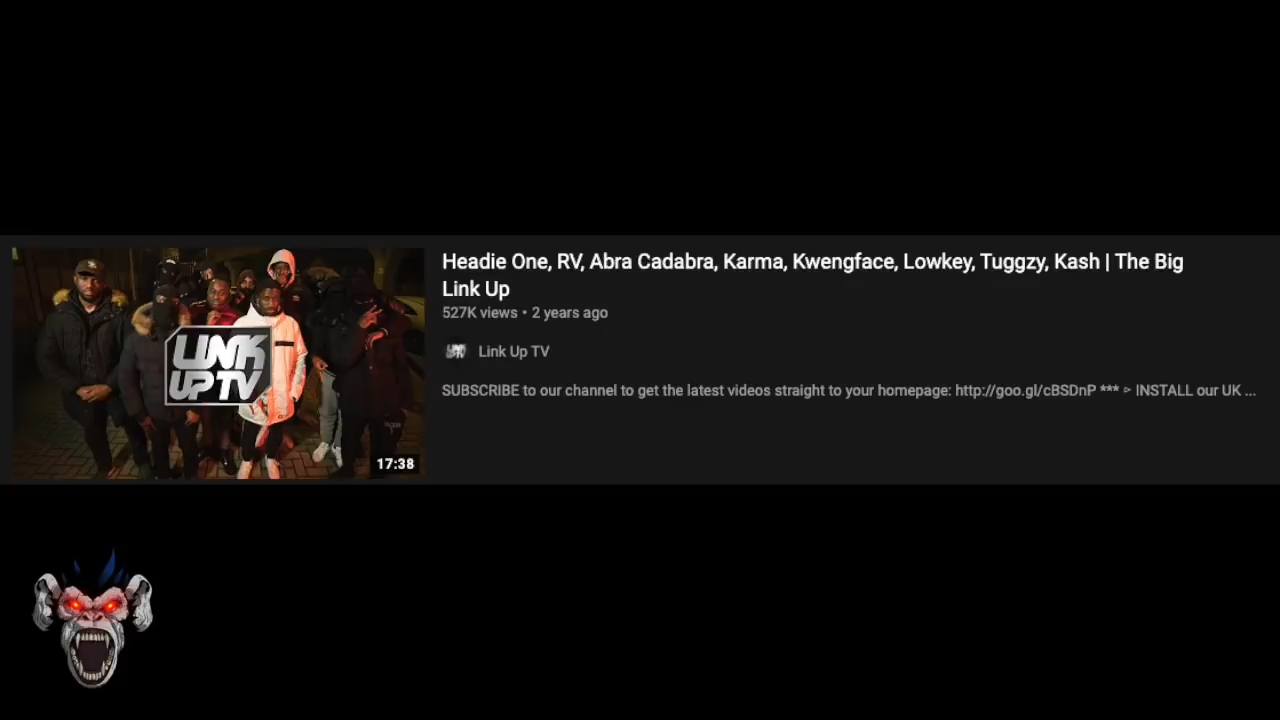 Headie One, RV, Abra Cadabra, Karma, Kwengface, Lowkey, Tuggzy, Kash | The Big
Link Up
527K views • 2 years ago
LINK
UP TV
Link Up TV
SUBSCRIBE to our channel to get the latest videos straight to your homepage: http://goo.gl/cBSDnP *** ➢ INSTALL our UK ...
17:38